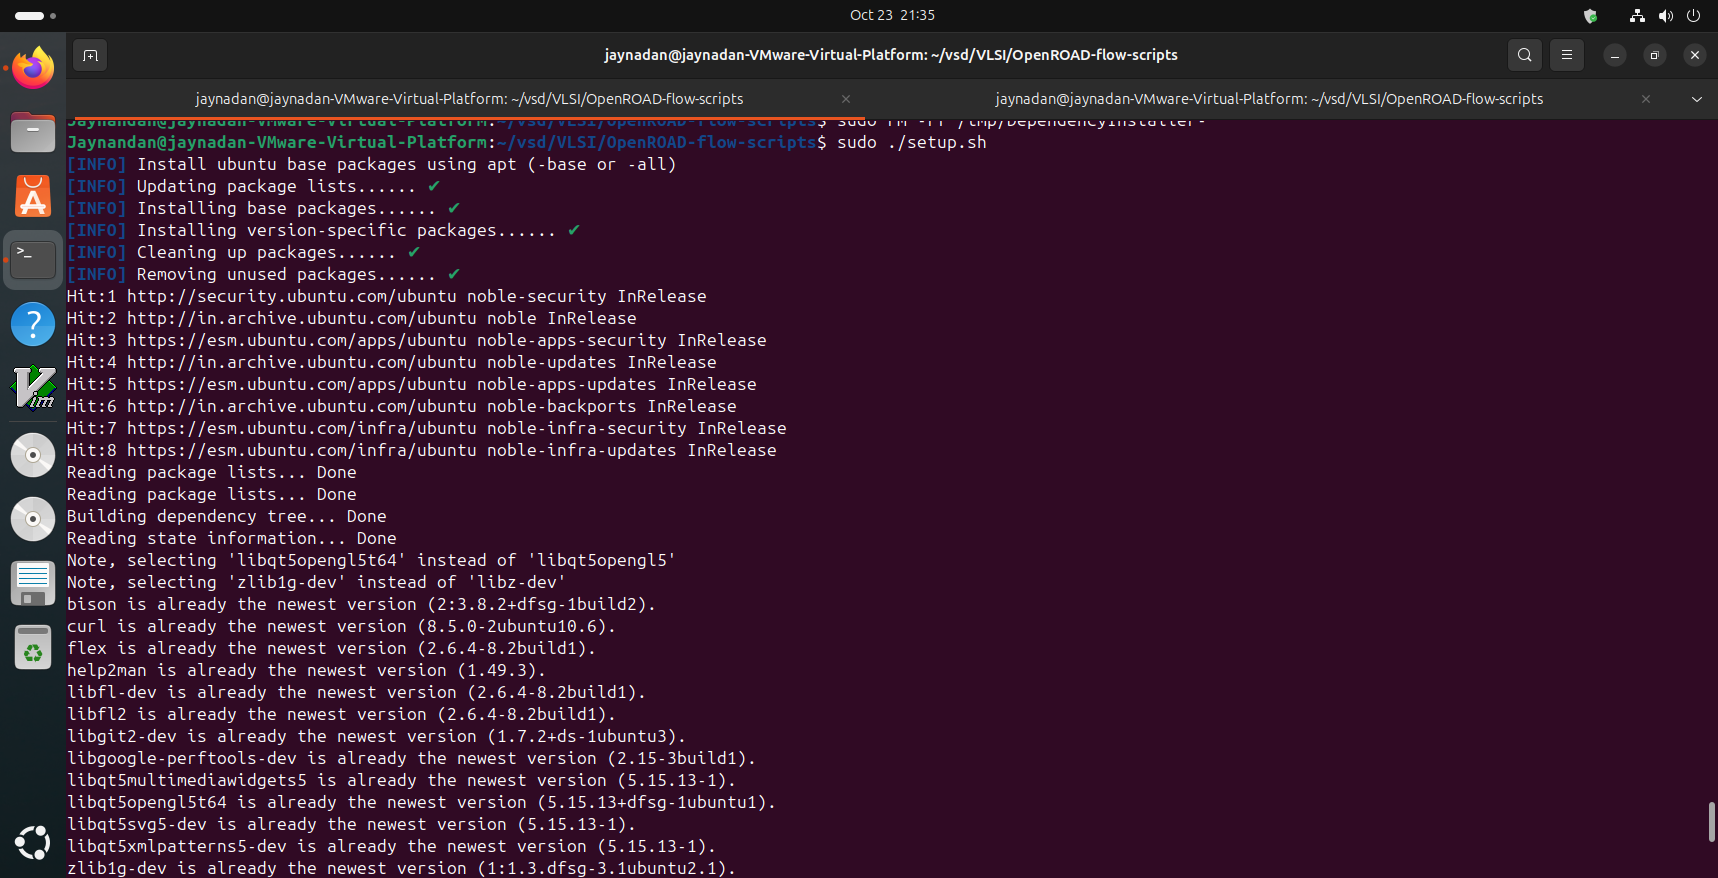 Oct 23 21:35
jaynadan@jaynadan-VMware-Virtual-Platform: ~/vsd/VLSI/OpenROAD-flow-scripts
jaynadan@jaynadan-VMware-Virtual-Platform: ~/vsd/VLSI/OpenROAD-flow-scripts
jaynadan@jaynadan-VMware-Virtual-Platform: ~/vsd/VLSI/OpenROAD-flow-scripts
Jaynandan@jaynadan-VMware-Virtual-Platform:~/vsd/VLSI/OpenROAD-flow-scripts$ sudo rm -rf /tmp/DependencyInstaller-
Jaynandan@jaynadan-VMware-Virtual-Platform:~/vsd/VLSI/OpenROAD-flow-scripts$ sudo ./setup.sh
[INFO] Install ubuntu base packages using apt (-base or -all)
[INFO] Updating package lists...... ✔
[INFO] Installing base packages...... ✔
[INFO] Installing version-specific packages...... ✔
[INFO] Cleaning up packages...... ✔
[INFO] Removing unused packages...... ✔
Hit:1 http://security.ubuntu.com/ubuntu noble-security InRelease
Hit:2 http://in.archive.ubuntu.com/ubuntu noble InRelease
Hit:3 https://esm.ubuntu.com/apps/ubuntu noble-apps-security InRelease
Hit:4 http://in.archive.ubuntu.com/ubuntu noble-updates InRelease
Hit:5 https://esm.ubuntu.com/apps/ubuntu noble-apps-updates InRelease
Hit:6 http://in.archive.ubuntu.com/ubuntu noble-backports InRelease
Hit:7 https://esm.ubuntu.com/infra/ubuntu noble-infra-security InRelease
Hit:8 https://esm.ubuntu.com/infra/ubuntu noble-infra-updates InRelease
Reading package lists... Done
Reading package lists... Done
Building dependency tree... Done
Reading state information... Done
Note, selecting 'libqt5opengl5t64' instead of 'libqt5opengl5'
Note, selecting 'zlib1g-dev' instead of 'libz-dev'
bison is already the newest version (2:3.8.2+dfsg-1build2).
curl is already the newest version (8.5.0-2ubuntu10.6).
flex is already the newest version (2.6.4-8.2build1).
help2man is already the newest version (1.49.3).
libfl-dev is already the newest version (2.6.4-8.2build1).
libfl2 is already the newest version (2.6.4-8.2build1).
libgit2-dev is already the newest version (1.7.2+ds-1ubuntu3).
libgoogle-perftools-dev is already the newest version (2.15-3build1).
libqt5multimediawidgets5 is already the newest version (5.15.13-1).
libqt5opengl5t64 is already the newest version (5.15.13+dfsg-1ubuntu1).
libqt5svg5-dev is already the newest version (5.15.13-1).
libqt5xmlpatterns5-dev is already the newest version (5.15.13-1).
zlib1g-dev is already the newest version (1:1.3.dfsg-3.1ubuntu2.1).